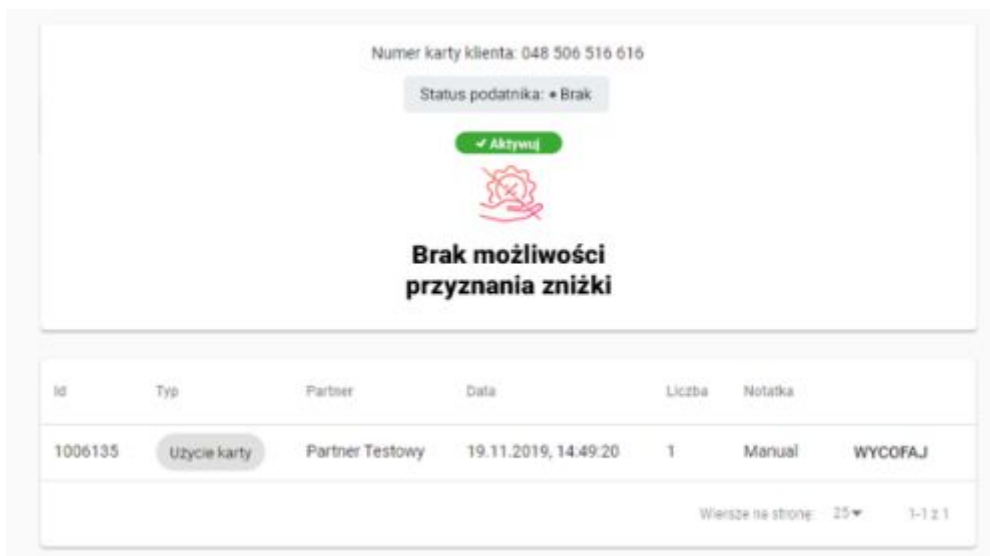 Numer karty klienta: 048 506 516 616
Status podatnika: • Brak
✓ Aktywuj
Brak możliwości
przyznania zniżki
Id Typ Partner Data Liczba Notatka
1006135 Użycie karty Partner Testowy 19.11.2019, 14:49:20 1 Manual WYCOFAJ
Wiersze na stronę: 25 1-1 z 1